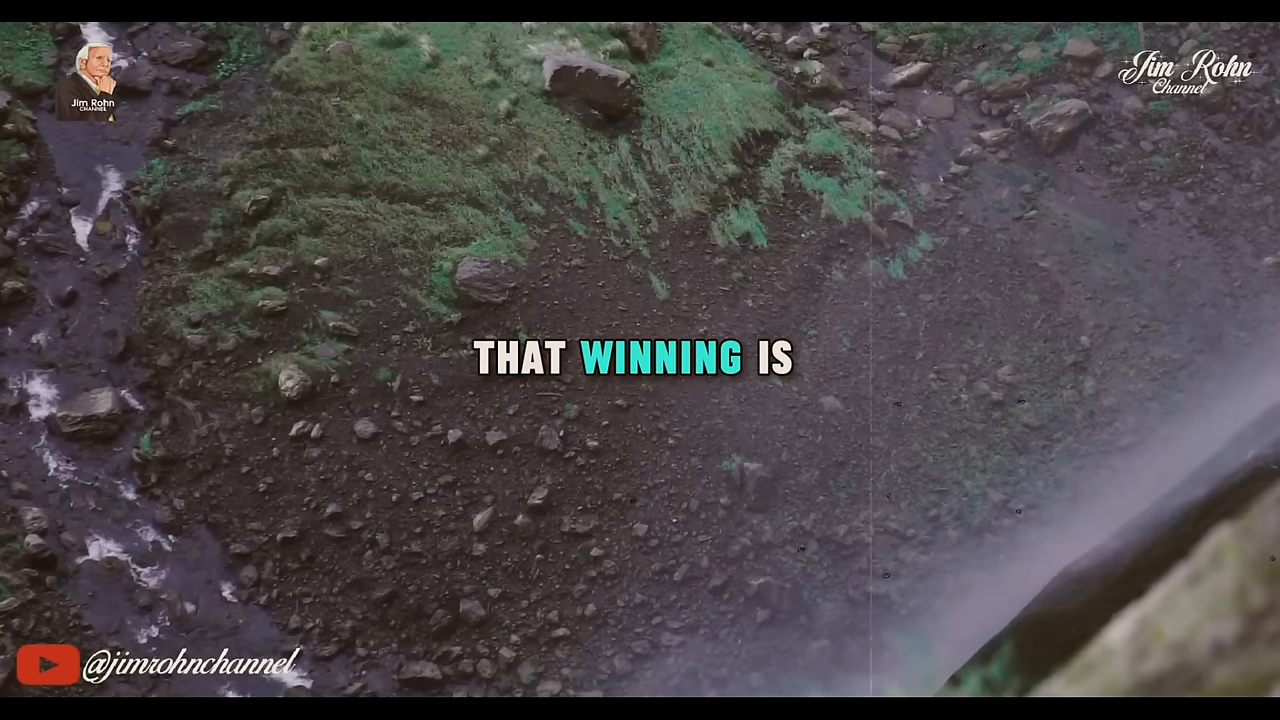 Jim Rohn
CHANNEL
Jim Rohn
Channel
THAT WINNING IS
@jimrohnchannel